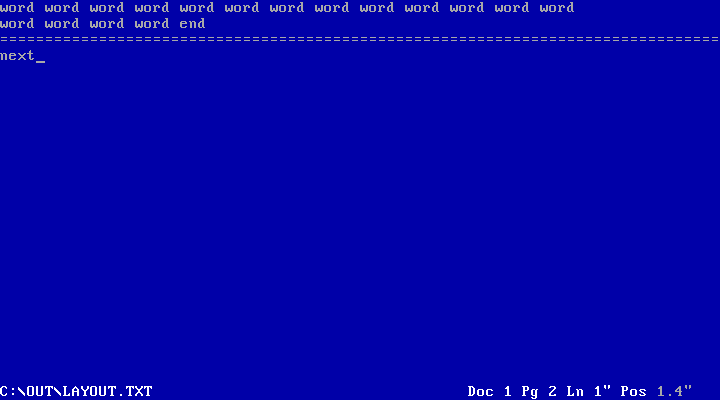 word word word word word word word word word word word word word
word word word word end
================================================================================
next_
C:\OUT\LAYOUT.TXT Doc 1 Pg 2 Ln 1" Pos 1.4"